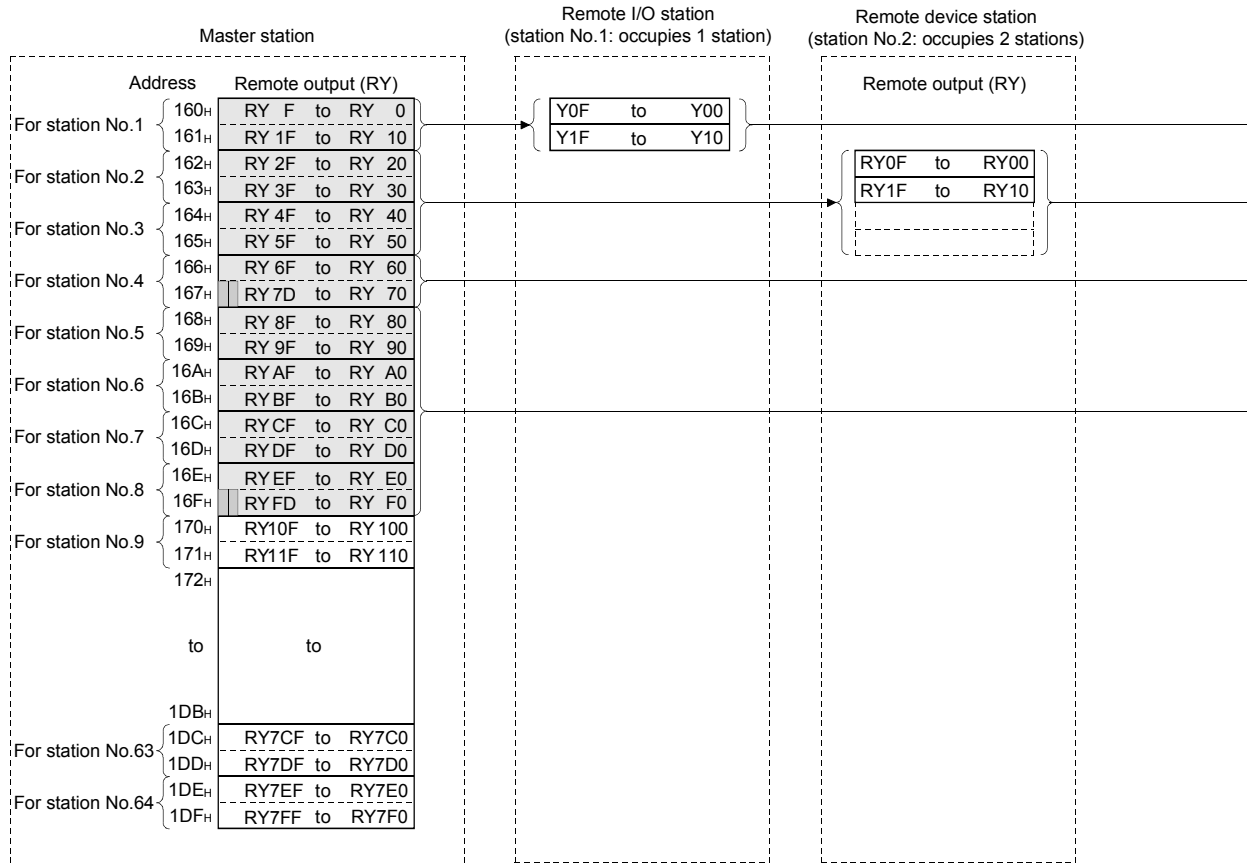 Master station
Remote I/O station
(station No.1: occupies 1 station)
Remote device station
(station No.2: occupies 2 stations)
Address Remote output (RY)
Remote output (RY)
For station No.1
160H RY F to RY 0
161H RY 1F to RY 10
Y0F to Y00
Y1F to Y10
For station No.2
162H RY 2F to RY 20
163H RY 3F to RY 30
RY0F to RY00
RY1F to RY10
For station No.3
164H RY 4F to RY 40
165H RY 5F to RY 50
For station No.4
166H RY 6F to RY 60
167H RY 7D to RY 70
For station No.5
168H RY 8F to RY 80
169H RY 9F to RY 90
For station No.6
16AH RY AF to RY A0
16BH RY BF to RY B0
For station No.7
16CH RY CF to RY C0
16DH RY DF to RY D0
For station No.8
16EH RY EF to RY E0
16FH RY FD to RY F0
For station No.9
170H RY10F to RY 100
171H RY11F to RY 110
172H
to to
1DBH
For station No.63
1DCH RY7CF to RY7C0
1DDH RY7DF to RY7D0
For station No.64
1DEH RY7EF to RY7E0
1DFH RY7FF to RY7F0